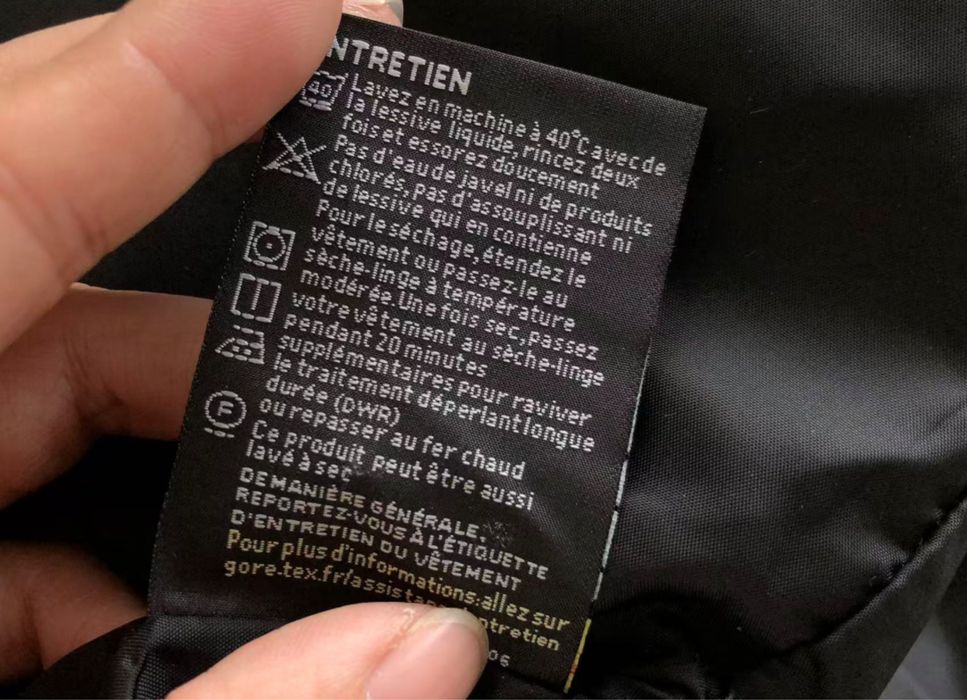 ENTRETIEN
40 Lavez en machine à 40°C avec de
la lessive liquide, rincez deux
fois et essorez doucement
Pas d'eau de javel ni de produits
chlorés, pas d'assouplissant ni
de lessive qui en contienne
Pour le séchage, étendez le
vêtement ou passez-le au
sèche-linge à température
modérée. Une fois sec, passez
votre vêtement au sèche-linge
pendant 20 minutes
supplémentaires pour raviver
le traitement déperlant longue
durée (DWR)
ou repasser au fer chaud
F Ce produit peut être aussi
lavé à sec
DE MANIÈRE GÉNÉRALE,
REPORTEZ-VOUS À L'ÉTIQUETTE
D'ENTRETIEN DU VÊTEMENT
Pour plus d'informations:allez sur
gore-tex.fr/assistan entretien
06